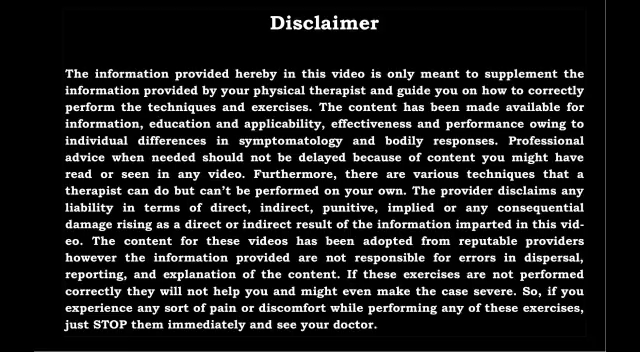 Disclaimer
The information provided hereby in this video is only meant to supplement the
information provided by your physical therapist and guide you on how to correctly
perform the techniques and exercises. The content has been made available for
information, education and applicability, effectiveness and performance owing to
individual differences in symptomatology and bodily responses. Professional
advice when needed should not be delayed because of content you might have
read or seen in any video. Furthermore, there are various techniques that a
therapist can do but can't be performed on your own. The provider disclaims any
liability in terms of direct, indirect, punitive, implied or any consequential
damage rising as a direct or indirect result of the information imparted in this vid-
eo. The content for these videos has been adopted from reputable providers
however the information provided are not responsible for errors in dispersal,
reporting, and explanation of the content. If these exercises are not performed
correctly they will not help you and might even make the case severe. So, if you
experience any sort of pain or discomfort while performing any of these exercises,
just STOP them immediately and see your doctor.